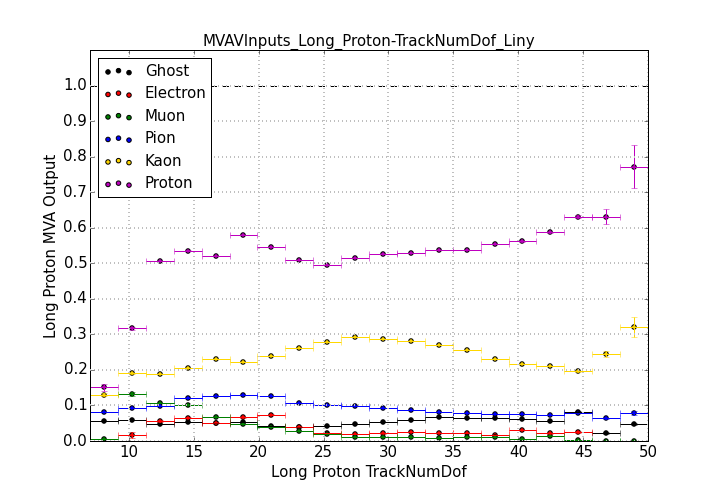 MVAVInputs_Long_Proton-TrackNumDof_Liny
Ghost
Electron
Muon
Pion
Kaon
Proton
Long Proton MVA Output
1.0
0.9
0.8
0.7
0.6
0.5
0.4
0.3
0.2
0.1
0.0
10 15 20 25 30 35 40 45 50
Long Proton TrackNumDof